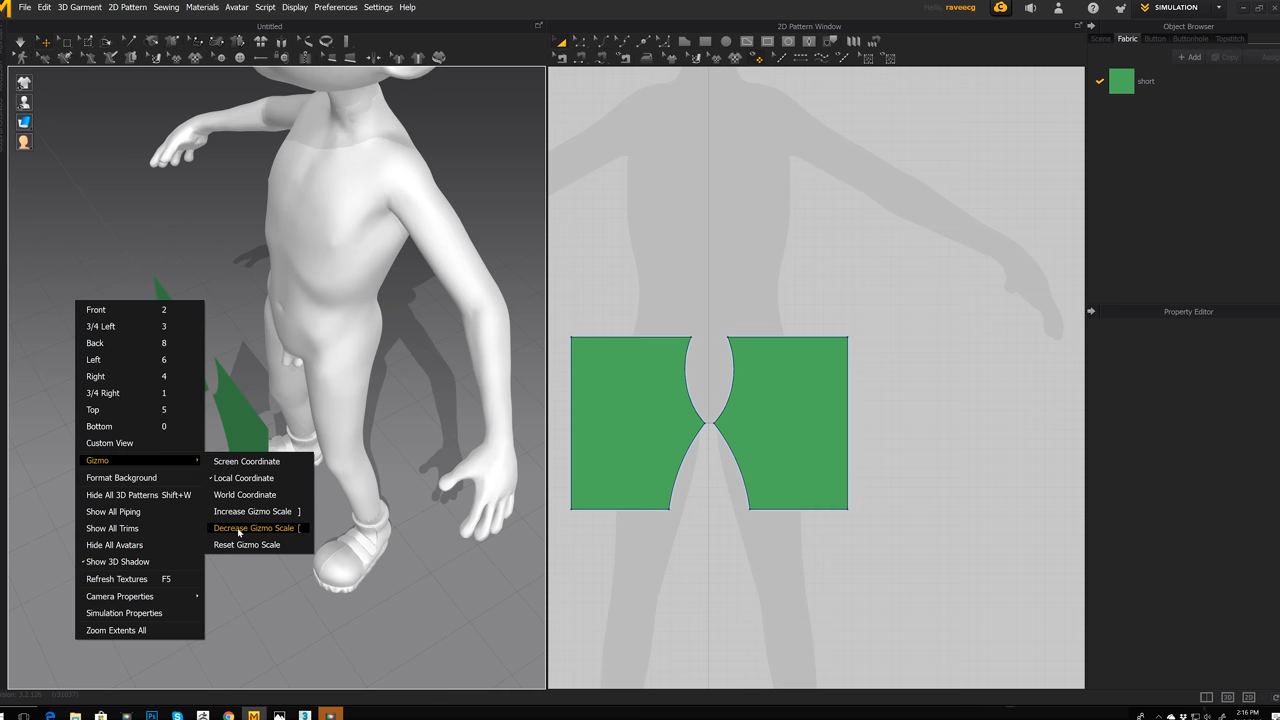 File Edit 3D Garment 2D Pattern Sewing Materials Avatar Script Display Preferences Settings Help
Hello, raveecg
SIMULATION
Untitled
2D Pattern Window
Object Browser
Scene Fabric Button Buttonhole Topstitch
+ Add Copy
short
Property Editor
Front 2
3/4 Left 3
Back 8
Left 6
Right 4
3/4 Right 1
Top 5
Bottom 0
Custom View
Gizmo
Format Background
Hide All 3D Patterns Shift+W
Show All Piping
Show All Trims
Hide All Avatars
Show 3D Shadow
Refresh Textures F5
Camera Properties
Simulation Properties
Zoom Extents All
Screen Coordinate
Local Coordinate
World Coordinate
Increase Gizmo Scale ]
Decrease Gizmo Scale [
Reset Gizmo Scale
3D
2D
2:16 PM